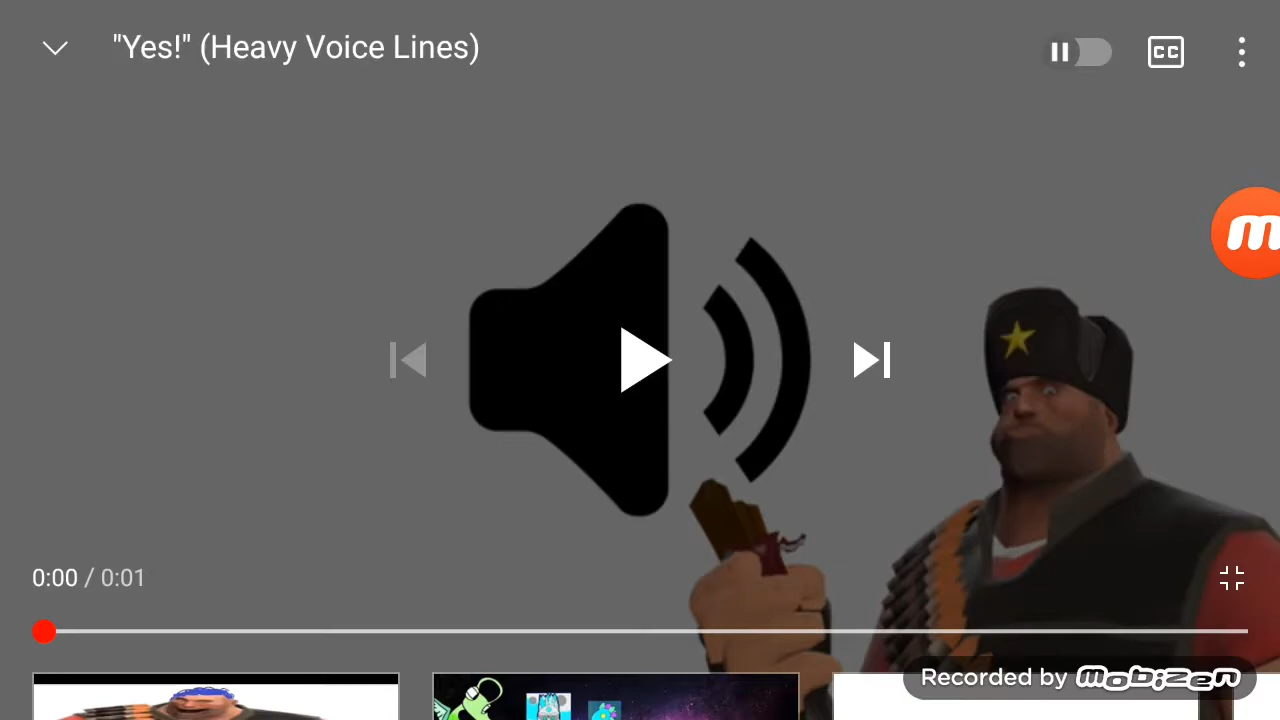 "Yes!" (Heavy Voice Lines)
CC
m
0:00 / 0:01
Recorded by mobizen